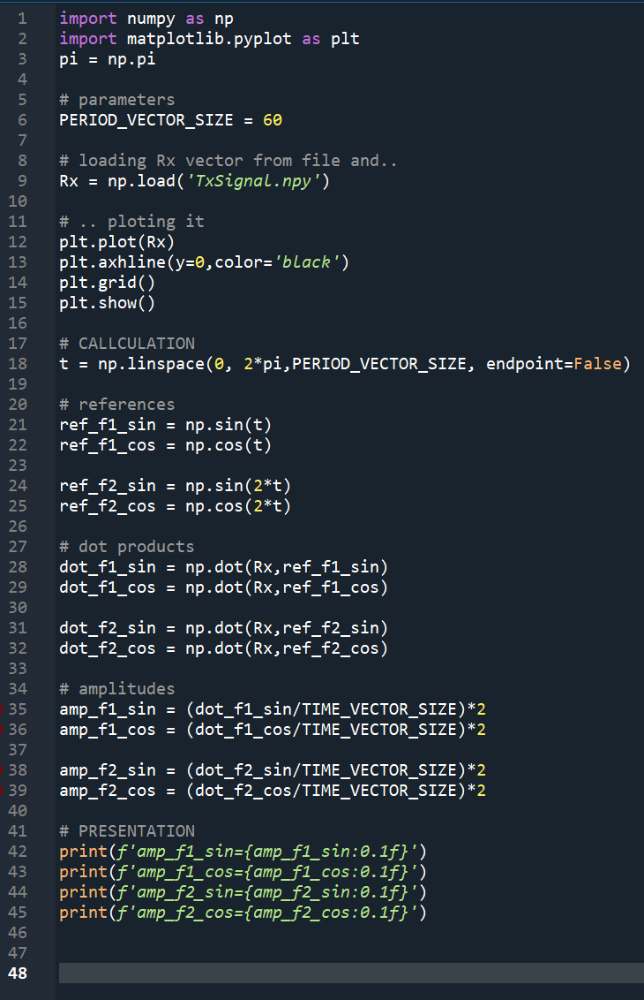 1 import numpy as np
2 import matplotlib.pyplot as plt
3 pi = np.pi
4
5 # parameters
6 PERIOD_VECTOR_SIZE = 60
7
8 # loading Rx vector from file and..
9 Rx = np.load('TxSignal.npy')
10
11 # .. ploting it
12 plt.plot(Rx)
13 plt.axhline(y=0,color='black')
14 plt.grid()
15 plt.show()
16
17 # CALLCULATION
18 t = np.linspace(0, 2*pi,PERIOD_VECTOR_SIZE, endpoint=False)
19
20 # references
21 ref_f1_sin = np.sin(t)
22 ref_f1_cos = np.cos(t)
23
24 ref_f2_sin = np.sin(2*t)
25 ref_f2_cos = np.cos(2*t)
26
27 # dot products
28 dot_f1_sin = np.dot(Rx,ref_f1_sin)
29 dot_f1_cos = np.dot(Rx,ref_f1_cos)
30
31 dot_f2_sin = np.dot(Rx,ref_f2_sin)
32 dot_f2_cos = np.dot(Rx,ref_f2_cos)
33
34 # amplitudes
35 amp_f1_sin = (dot_f1_sin/TIME_VECTOR_SIZE)*2
36 amp_f1_cos = (dot_f1_cos/TIME_VECTOR_SIZE)*2
37
38 amp_f2_sin = (dot_f2_sin/TIME_VECTOR_SIZE)*2
39 amp_f2_cos = (dot_f2_cos/TIME_VECTOR_SIZE)*2
40
41 # PRESENTATION
42 print(f'amp_f1_sin={amp_f1_sin:0.1f}')
43 print(f'amp_f1_cos={amp_f1_cos:0.1f}')
44 print(f'amp_f2_sin={amp_f2_sin:0.1f}')
45 print(f'amp_f2_cos={amp_f2_cos:0.1f}')
46
47
48